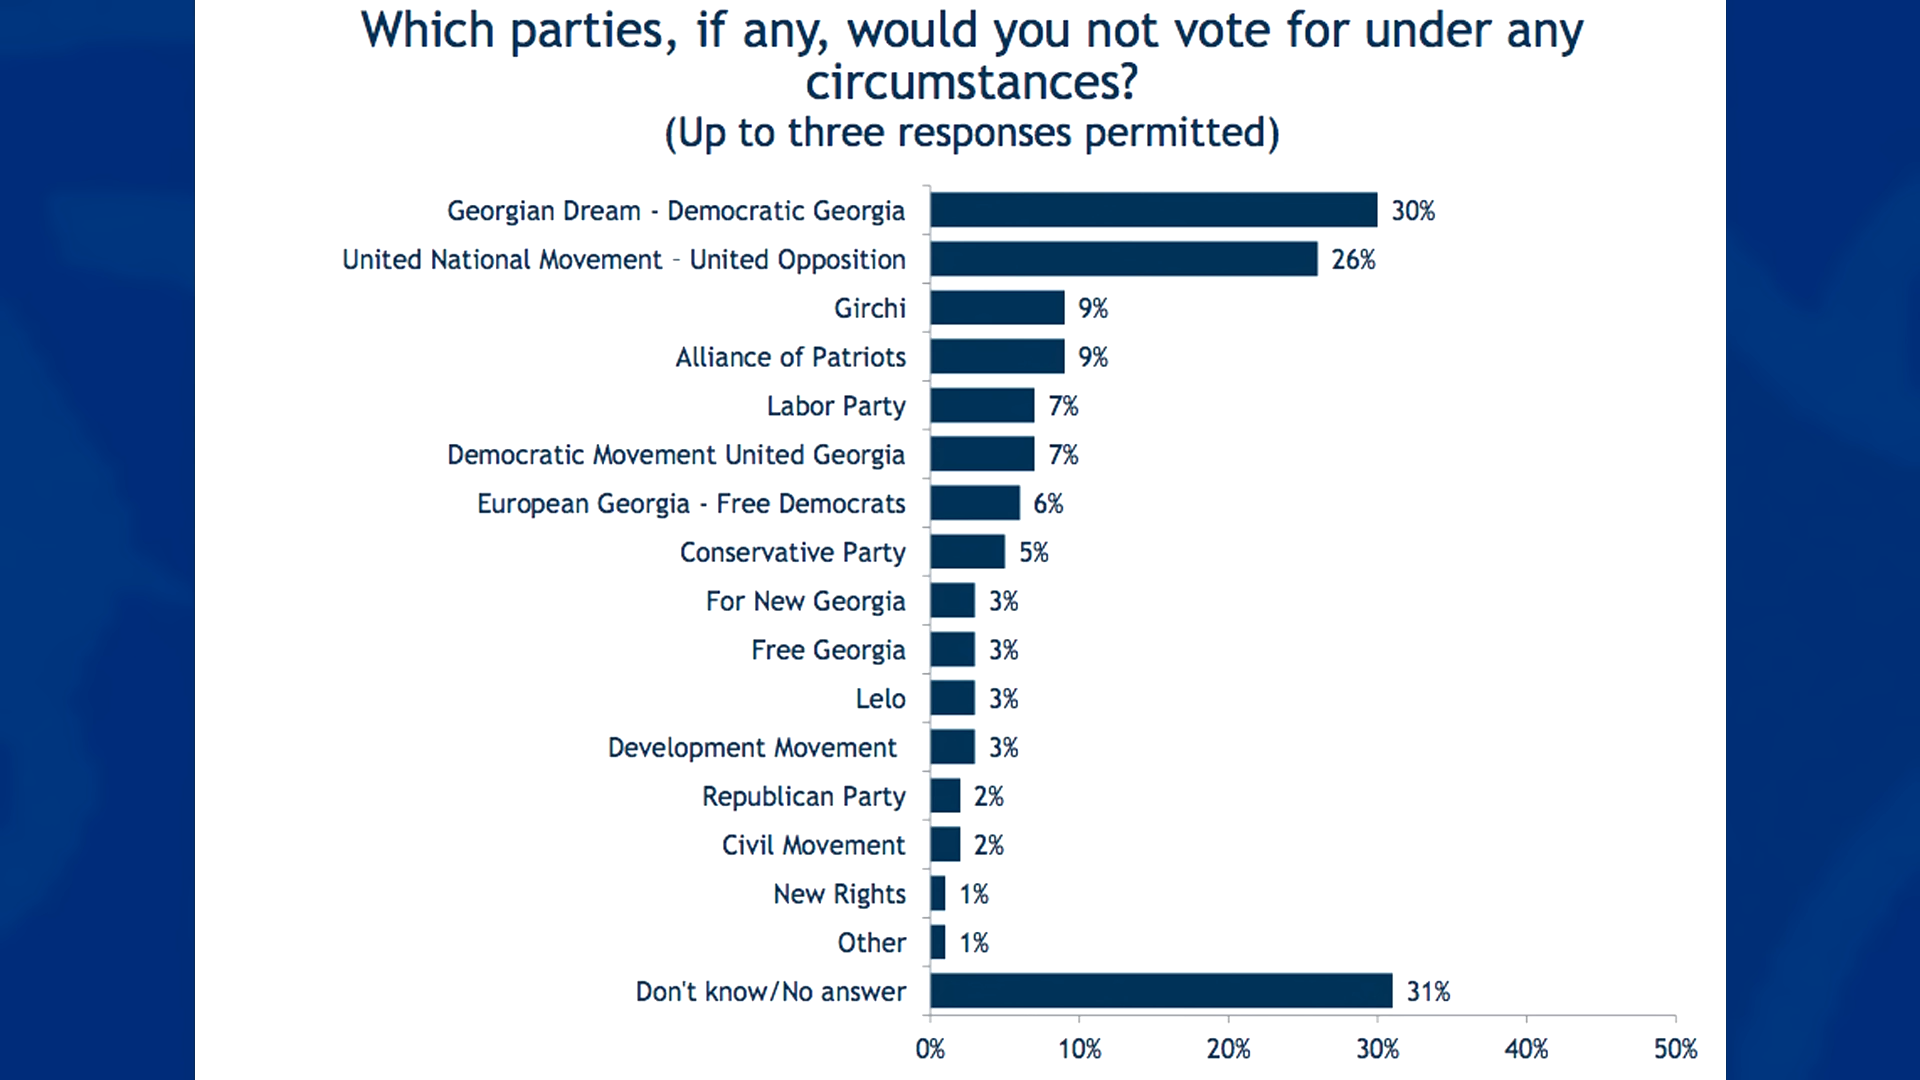 Which parties, if any, would you not vote for under any
circumstances?
(Up to three responses permitted)
Georgian Dream - Democratic Georgia 30%
United National Movement – United Opposition 26%
Girchi 9%
Alliance of Patriots 9%
Labor Party 7%
Democratic Movement United Georgia 7%
European Georgia - Free Democrats 6%
Conservative Party 5%
For New Georgia 3%
Free Georgia 3%
Lelo 3%
Development Movement 3%
Republican Party 2%
Civil Movement 2%
New Rights 1%
Other 1%
Don't know/No answer 31%
0% 10% 20% 30% 40% 50%